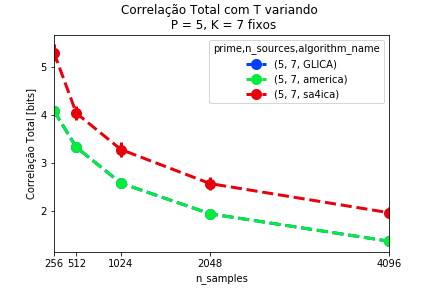 Correlação Total com T variando
P = 5, K = 7 fixos
prime,n_sources,algorithm_name
(5, 7, GLICA)
(5, 7, america)
(5, 7, sa4ica)
Correlação Total [bits]
5
4
3
2
256 512 1024 2048 4096
n_samples